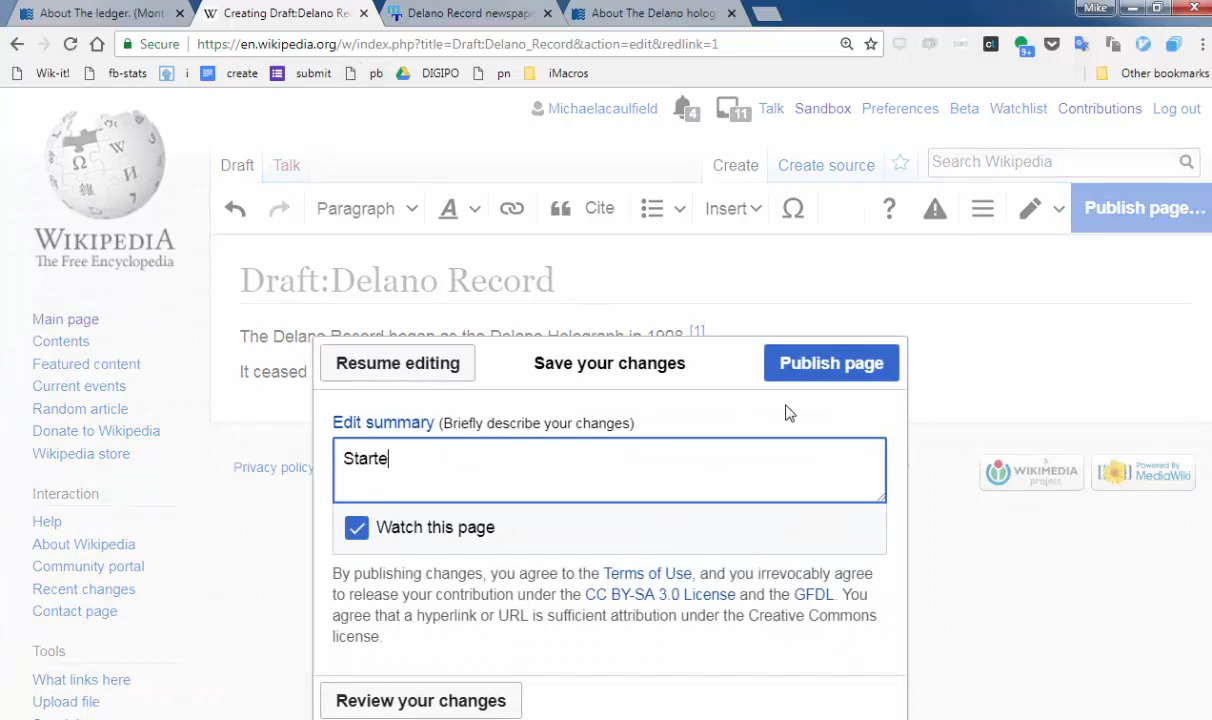 About The ledger. (Mont
Creating Draft:Delano Re
Delano Record newspape
About The Delano holog
Mike
Secure
https://en.wikipedia.org/w/index.php?title=Draft:Delano_Record&action=edit&redlink=1
9+
Wik-it!
fb-stats
i
create
submit
pb
DIGIPO
pn
iMacros
Other bookmarks
Michaelacaulfield
4
11
Talk
Sandbox
Preferences
Beta
Watchlist
Contributions
Log out
Draft
Talk
Create
Create source
Search Wikipedia
Paragraph
A
Cite
Insert
Ω
?
Publish page...
WIKIPEDIA
The Free Encyclopedia
Draft:Delano Record
The Delano Record began as the Delano Holograph in 1908.[1]
It ceased
Main page
Contents
Featured content
Current events
Random article
Donate to Wikipedia
Wikipedia store
Interaction
Help
About Wikipedia
Community portal
Recent changes
Contact page
Tools
What links here
Upload file
Resume editing
Save your changes
Publish page
Edit summary (Briefly describe your changes)
Starte
Watch this page
By publishing changes, you agree to the Terms of Use, and you irrevocably agree
to release your contribution under the CC BY-SA 3.0 License and the GFDL. You
agree that a hyperlink or URL is sufficient attribution under the Creative Commons
license.
Review your changes
Privacy policy
WIKIMEDIA
project
Powered by
MediaWiki